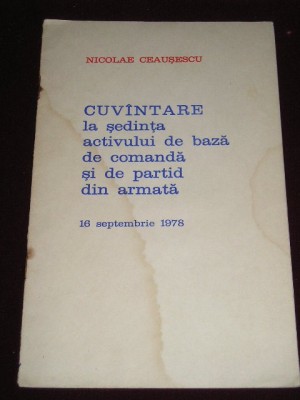 NICOLAE CEAUȘESCU
CUVÎNTARE
la ședința
activului de bază
de comandă
și de partid
din armată
16 septembrie 1978